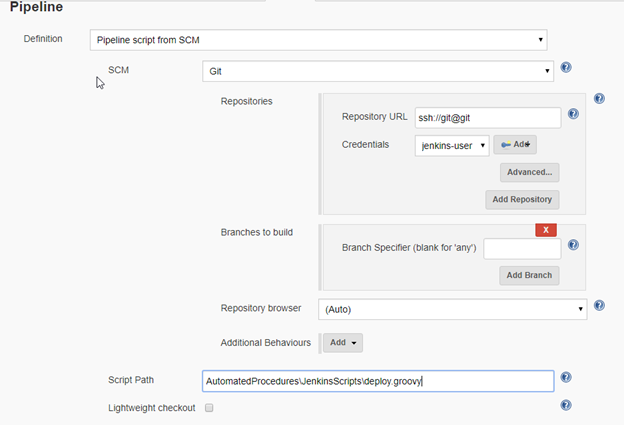 Pipeline
Definition
Pipeline script from SCM
SCM
Git
Repositories
Repository URL
ssh://git@git
Credentials
jenkins-user
Add
Advanced...
Add Repository
Branches to build
X
Branch Specifier (blank for 'any')
Add Branch
Repository browser
(Auto)
Additional Behaviours
Add
Script Path
AutomatedProcedures\JenkinsScripts\deploy.groovy
Lightweight checkout